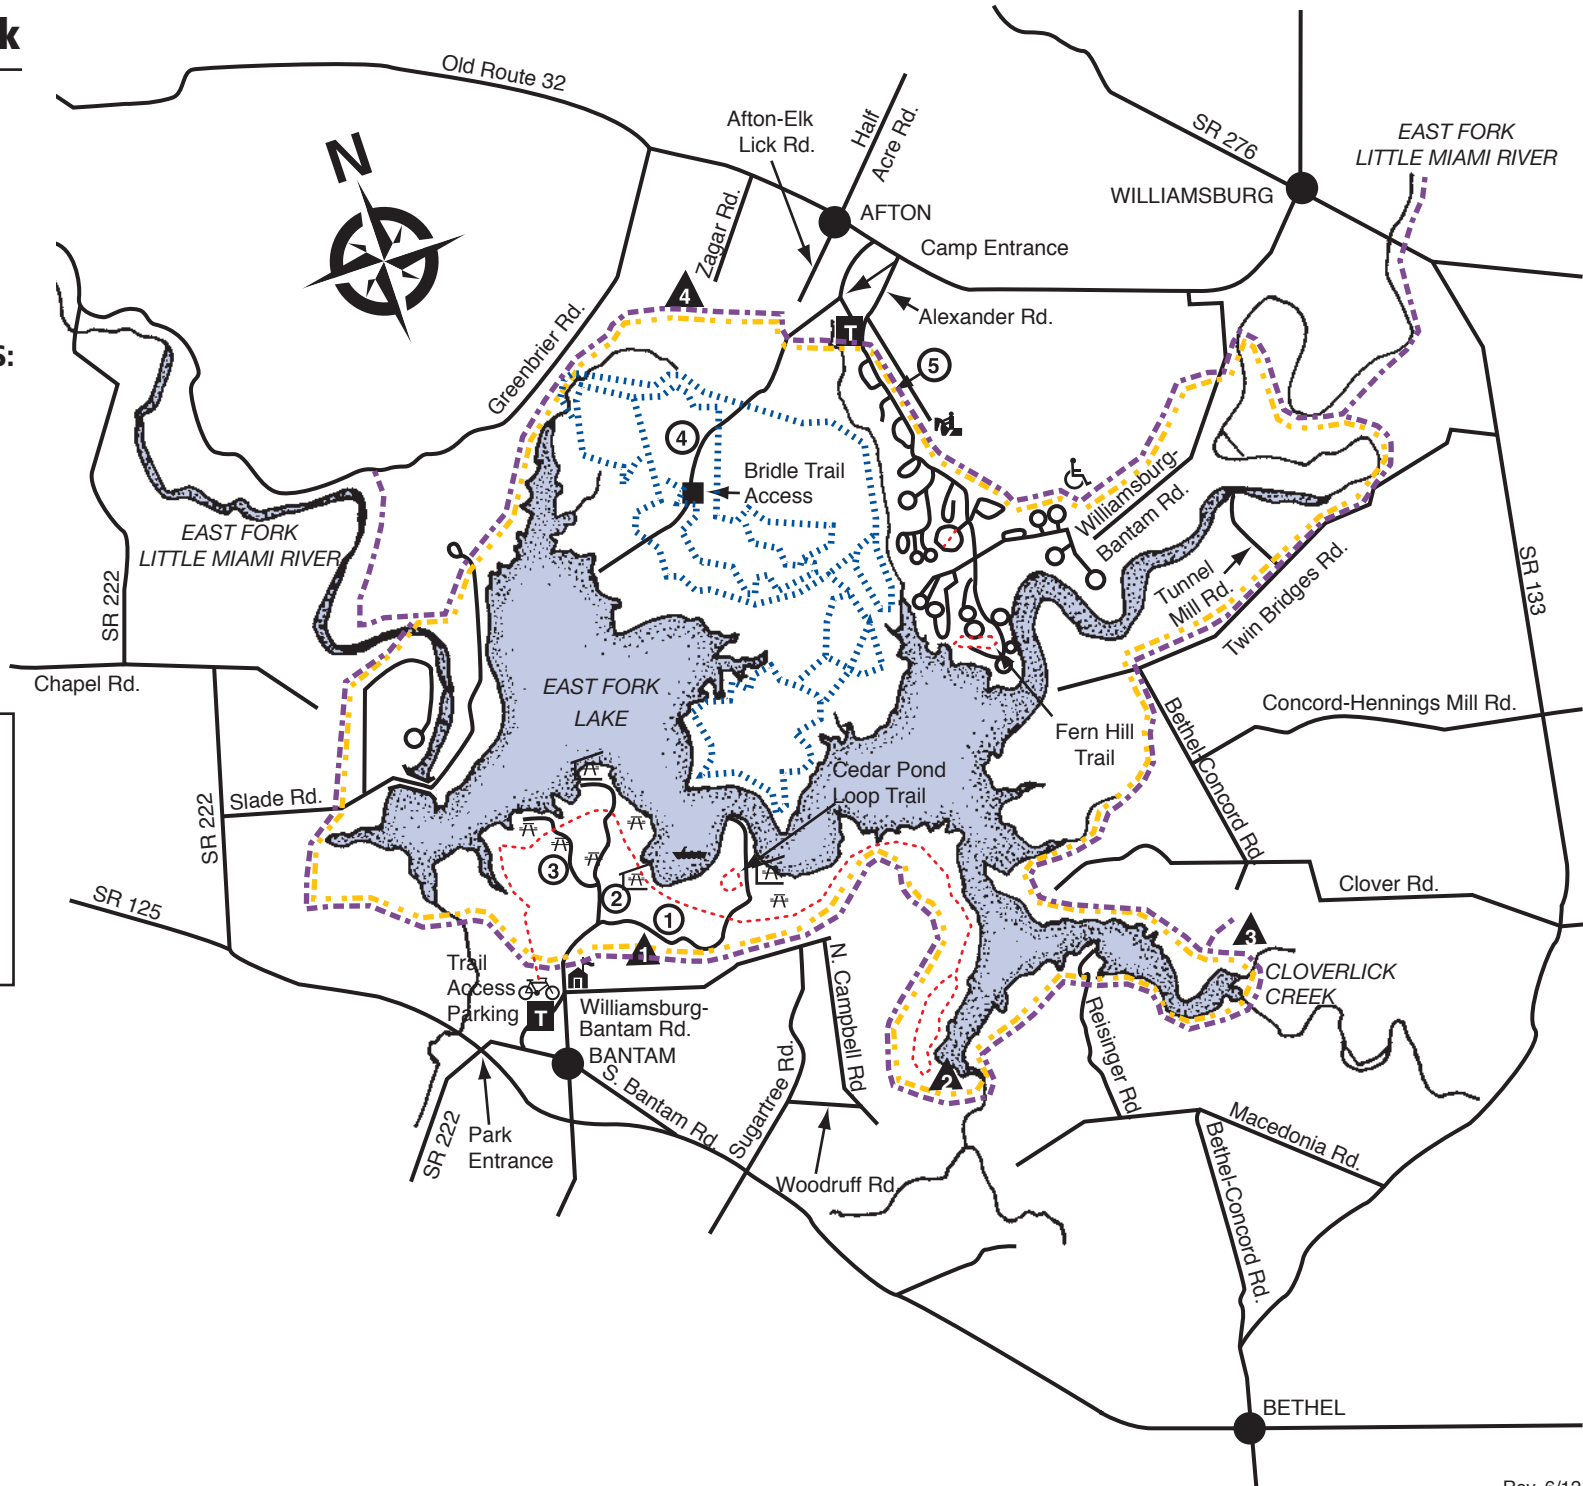 k
Old Route 32
Afton-Elk
Lick Rd.
Half
Acre Rd.
SR 276
EAST FORK
LITTLE MIAMI RIVER
N
WILLIAMSBURG
AFTON
Zagar Rd.
Camp Entrance
4
Alexander Rd.
T
s:
Greenbrier Rd.
5
4
Bridle Trail
Access
Williamsburg-
Bantam Rd.
EAST FORK
LITTLE MIAMI RIVER
SR 222
Tunnel
Mill Rd.
Twin Bridges Rd.
SR 133
Chapel Rd.
EAST FORK
LAKE
Concord-Hennings Mill Rd.
Fern Hill
Trail
Bethel-Concord Rd.
Cedar Pond
Loop Trail
Slade Rd.
SR 222
3
2
1
Clover Rd.
SR 125
1
3
Trail
Access
Parking
T
CLOVERLICK
CREEK
Williamsburg-
Bantam Rd.
N. Campbell Rd
Reisinger Rd
BANTAM
S. Bantam Rd.
Sugartree Rd.
2
SR 222
Park
Entrance
Woodruff Rd.
Macedonia Rd.
Bethel-Concord Rd.
BETHEL